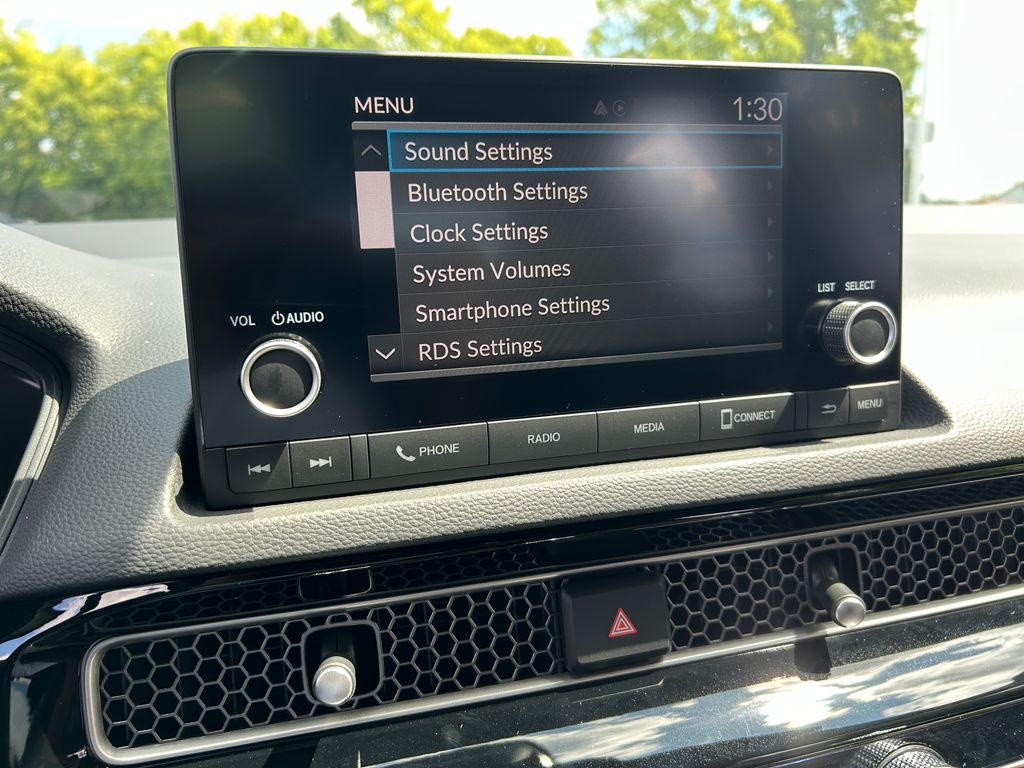 MENU 1:30
Sound Settings
Bluetooth Settings
Clock Settings
System Volumes
Smartphone Settings
RDS Settings
VOL AUDIO
LIST SELECT
PHONE RADIO MEDIA CONNECT MENU